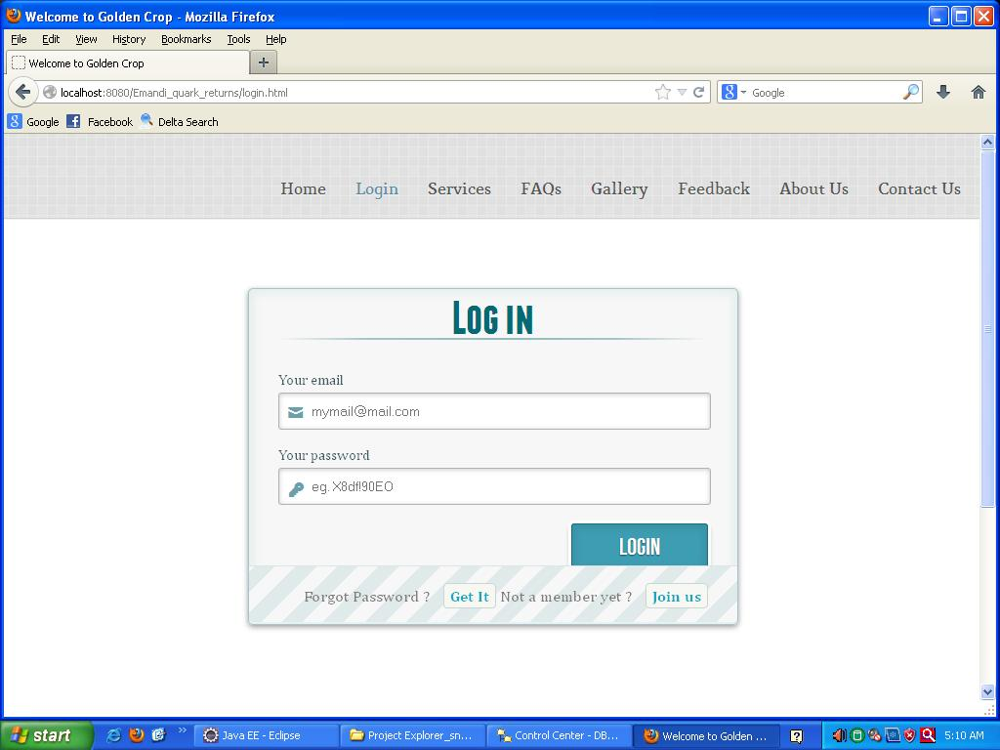 Welcome to Golden Crop - Mozilla Firefox
File Edit View History Bookmarks Tools Help
Welcome to Golden Crop
localhost:8080/Emandi_quark_returns/login.html
Google
Google Facebook Delta Search
Home Login Services FAQs Gallery Feedback About Us Contact Us
Log in
Your email
mymail@mail.com
Your password
eg. X8df!90EO
LOGIN
Forgot Password ? Get It Not a member yet ? Join us
start Java EE - Eclipse Project Explorer_sn... Control Center - DB... Welcome to Golden ... 5:10 AM